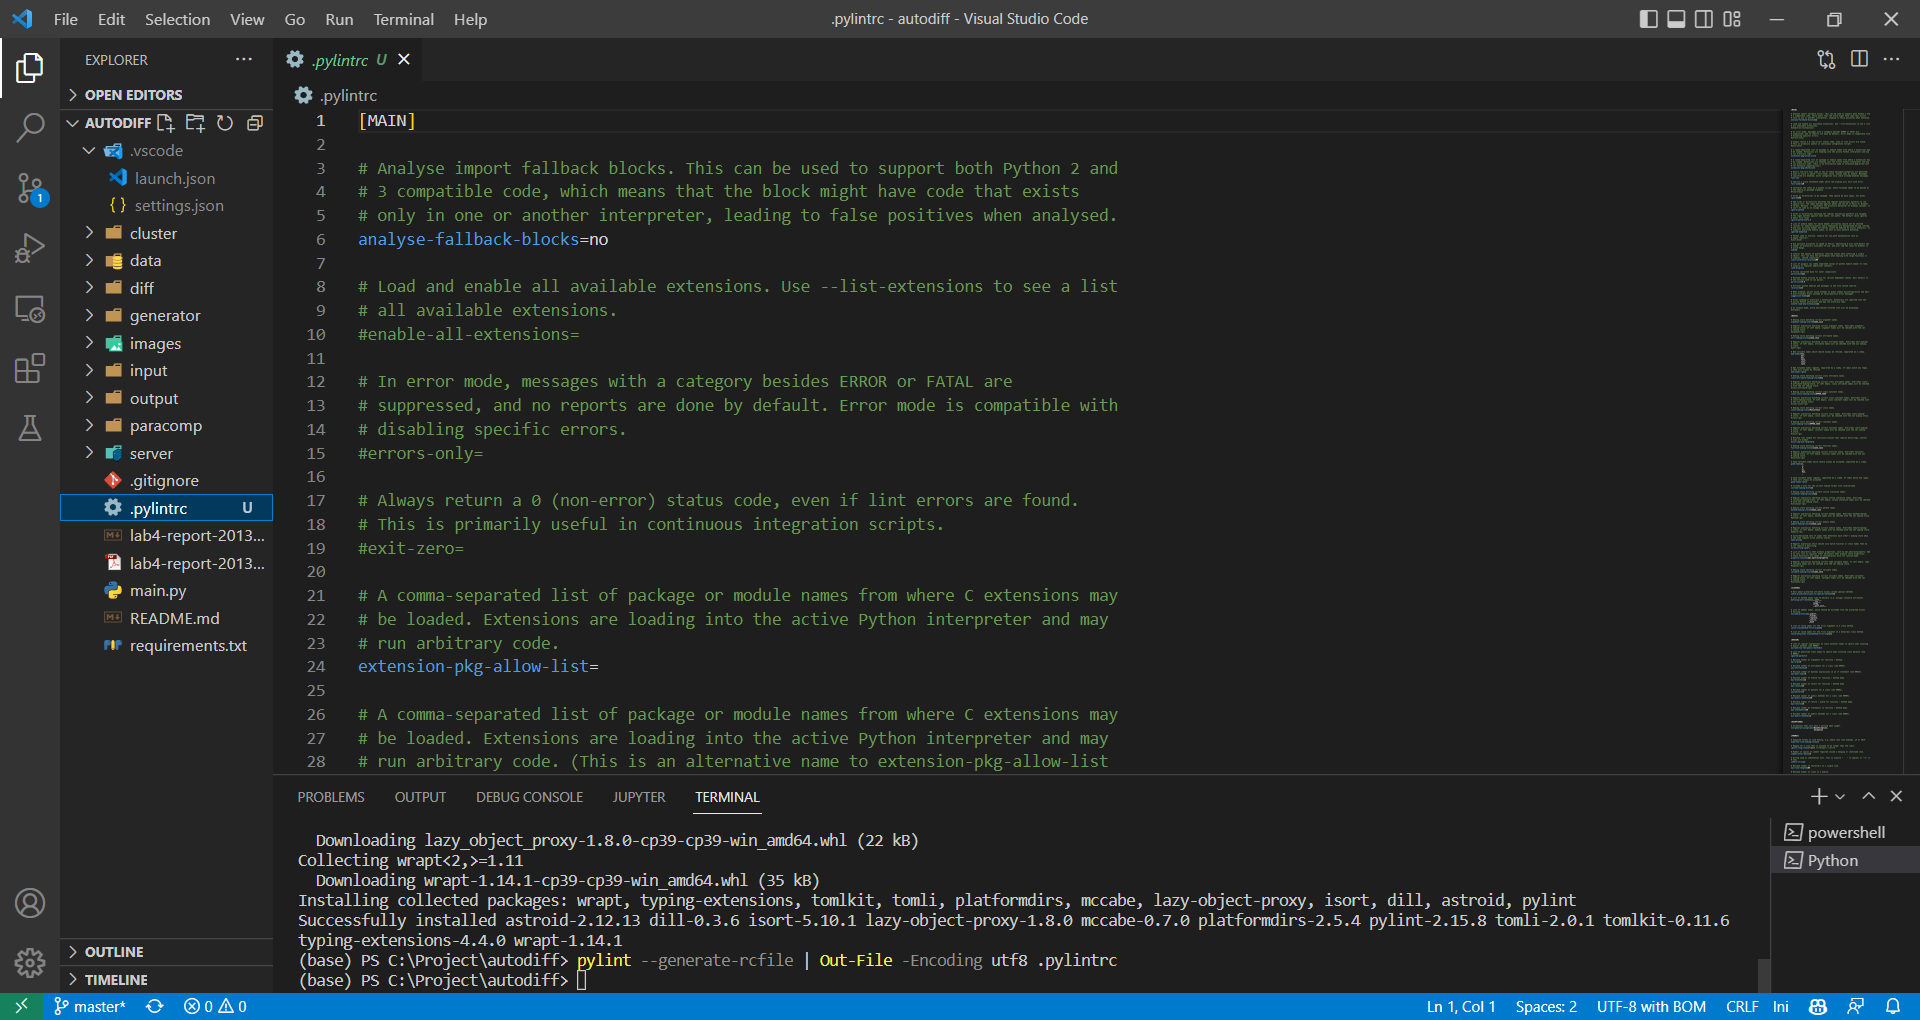 File Edit Selection View Go Run Terminal Help
.pylintrc - autodiff - Visual Studio Code
EXPLORER
OPEN EDITORS
AUTODIFF
.vscode
launch.json
settings.json
cluster
data
diff
generator
images
input
output
paracomp
server
.gitignore
.pylintrc U
lab4-report-2013...
lab4-report-2013...
main.py
README.md
requirements.txt
OUTLINE
TIMELINE
1
.pylintrc U
.pylintrc
1 [MAIN]
2
3 # Analyse import fallback blocks. This can be used to support both Python 2 and
4 # 3 compatible code, which means that the block might have code that exists
5 # only in one or another interpreter, leading to false positives when analysed.
6 analyse-fallback-blocks=no
7
8 # Load and enable all available extensions. Use --list-extensions to see a list
9 # all available extensions.
10 #enable-all-extensions=
11
12 # In error mode, messages with a category besides ERROR or FATAL are
13 # suppressed, and no reports are done by default. Error mode is compatible with
14 # disabling specific errors.
15 #errors-only=
16
17 # Always return a 0 (non-error) status code, even if lint errors are found.
18 # This is primarily useful in continuous integration scripts.
19 #exit-zero=
20
21 # A comma-separated list of package or module names from where C extensions may
22 # be loaded. Extensions are loading into the active Python interpreter and may
23 # run arbitrary code.
24 extension-pkg-allow-list=
25
26 # A comma-separated list of package or module names from where C extensions may
27 # be loaded. Extensions are loading into the active Python interpreter and may
28 # run arbitrary code. (This is an alternative name to extension-pkg-allow-list
PROBLEMS OUTPUT DEBUG CONSOLE JUPYTER TERMINAL
Downloading lazy_object_proxy-1.8.0-cp39-cp39-win_amd64.whl (22 kB)
Collecting wrapt<2,>=1.11
Downloading wrapt-1.14.1-cp39-cp39-win_amd64.whl (35 kB)
Installing collected packages: wrapt, typing-extensions, tomlkit, tomli, platformdirs, mccabe, lazy-object-proxy, isort, dill, astroid, pylint
Successfully installed astroid-2.12.13 dill-0.3.6 isort-5.10.1 lazy-object-proxy-1.8.0 mccabe-0.7.0 platformdirs-2.5.4 pylint-2.15.8 tomli-2.0.1 tomlkit-0.11.6
typing-extensions-4.4.0 wrapt-1.14.1
(base) PS C:\Project\autodiff> pylint --generate-rcfile | Out-File -Encoding utf8 .pylintrc
(base) PS C:\Project\autodiff>
powershell
Python
master* 0 0 Ln 1, Col 1 Spaces: 2 UTF-8 with BOM CRLF Ini